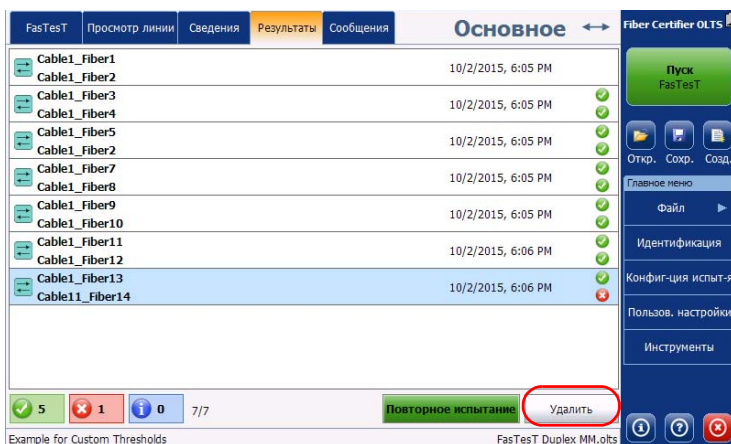 FasTesT Просмотр линии Сведения Результаты Сообщения Основное Fiber Certifier OLTS
Cable1_Fiber1
Cable1_Fiber2 10/2/2015, 6:05 PM
Cable1_Fiber3
Cable1_Fiber4 10/2/2015, 6:05 PM
Cable1_Fiber5
Cable1_Fiber2 10/2/2015, 6:05 PM
Cable1_Fiber7
Cable1_Fiber8 10/2/2015, 6:05 PM
Cable1_Fiber9
Cable1_Fiber10 10/2/2015, 6:05 PM
Cable1_Fiber11
Cable1_Fiber12 10/2/2015, 6:06 PM
Cable1_Fiber13
Cable11_Fiber14 10/2/2015, 6:06 PM
5 1 0 7/7 Повторное испытание Удалить
Example for Custom Thresholds FasTesT Duplex MM.olts
Пуск
FasTesT
Откр. Сохр. Созд.
Главное меню
Файл
Идентификация
Конфиг-ция испыт-я
Пользов. настройки
Инструменты